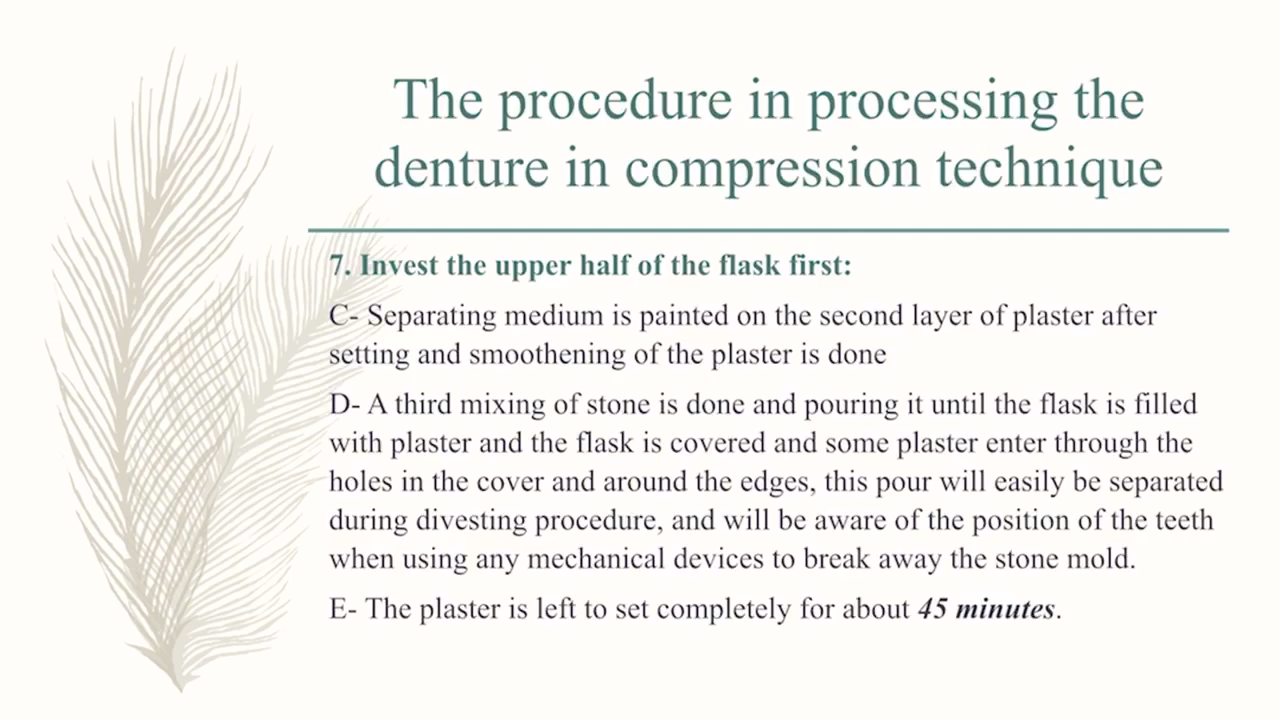 The procedure in processing the
denture in compression technique
7. Invest the upper half of the flask first:
C- Separating medium is painted on the second layer of plaster after
setting and smoothening of the plaster is done
D- A third mixing of stone is done and pouring it until the flask is filled
with plaster and the flask is covered and some plaster enter through the
holes in the cover and around the edges, this pour will easily be separated
during divesting procedure, and will be aware of the position of the teeth
when using any mechanical devices to break away the stone mold.
E- The plaster is left to set completely for about 45 minutes.